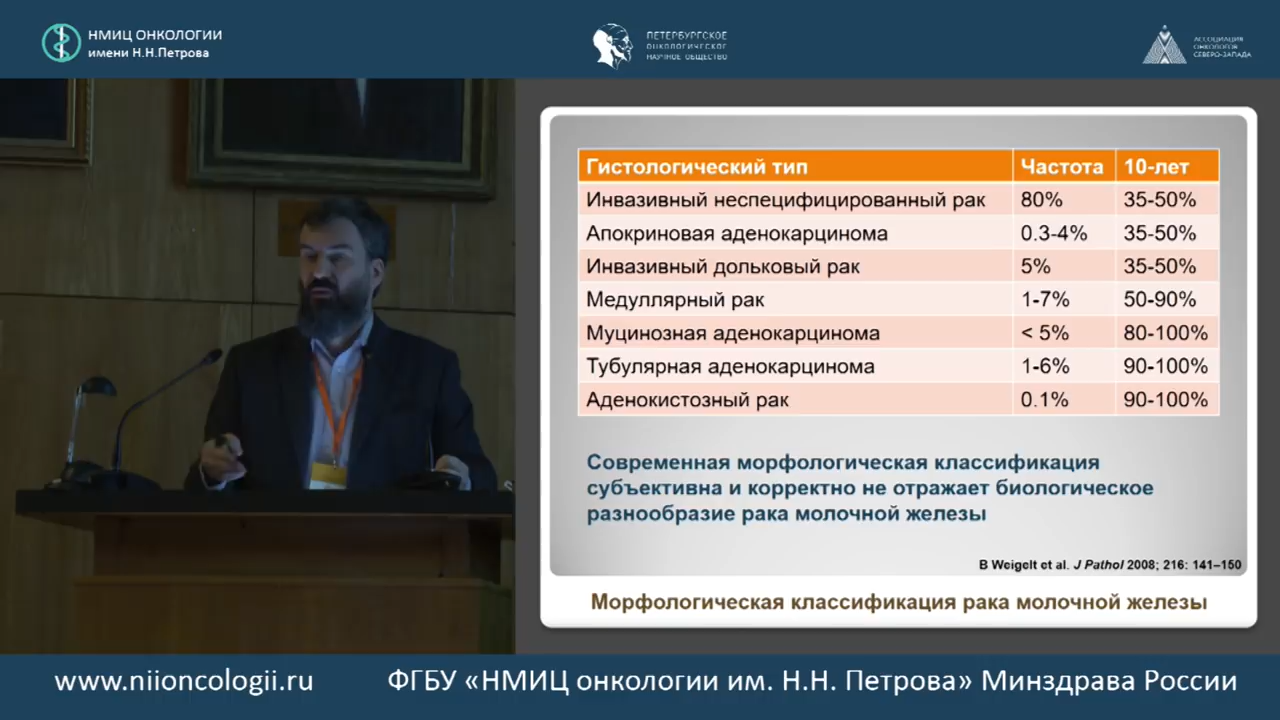 НМИЦ ОНКОЛОГИИ
имени Н.Н.Петрова
ПЕТЕРБУРГСКОЕ
ОНКОЛОГИЧЕСКОЕ
НАУЧНОЕ ОБЩЕСТВО
АССОЦИАЦИЯ
ОНКОЛОГОВ
СЕВЕРО-ЗАПАДА
Гистологический тип Частота 10-лет
Инвазивный неспецифицированный рак 80% 35-50%
Апокриновая аденокарцинома 0.3-4% 35-50%
Инвазивный дольковый рак 5% 35-50%
Медуллярный рак 1-7% 50-90%
Муцинозная аденокарцинома < 5% 80-100%
Тубулярная аденокарцинома 1-6% 90-100%
Аденокистозный рак 0.1% 90-100%
Современная морфологическая классификация
субъективна и корректно не отражает биологическое
разнообразие рака молочной железы
B Weigelt et al. J Pathol 2008; 216: 141–150
Морфологическая классификация рака молочной железы
www.niioncologii.ru ФГБУ «НМИЦ онкологии им. Н.Н. Петрова» Минздрава России